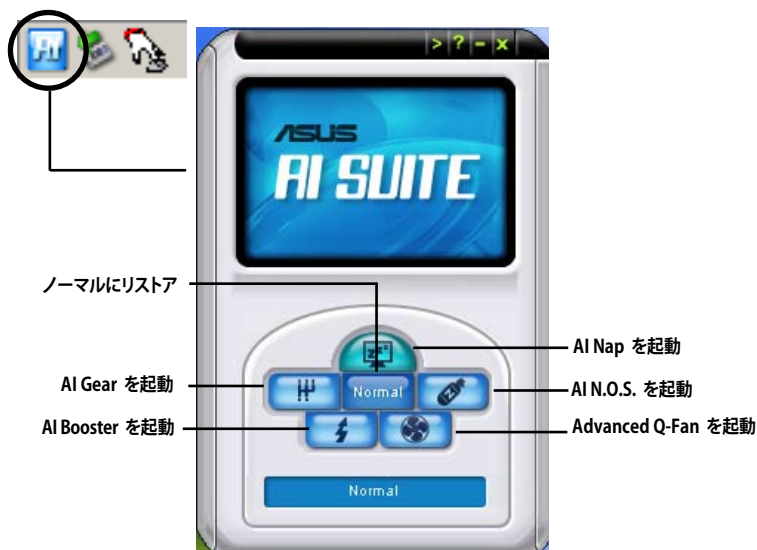 Ai
> ? - x
ASUS
AI SUITE
ノーマルにリストア
AI Nap を起動
AI Gear を起動
Normal
AI N.O.S. を起動
AI Booster を起動
Advanced Q-Fan を起動
Normal